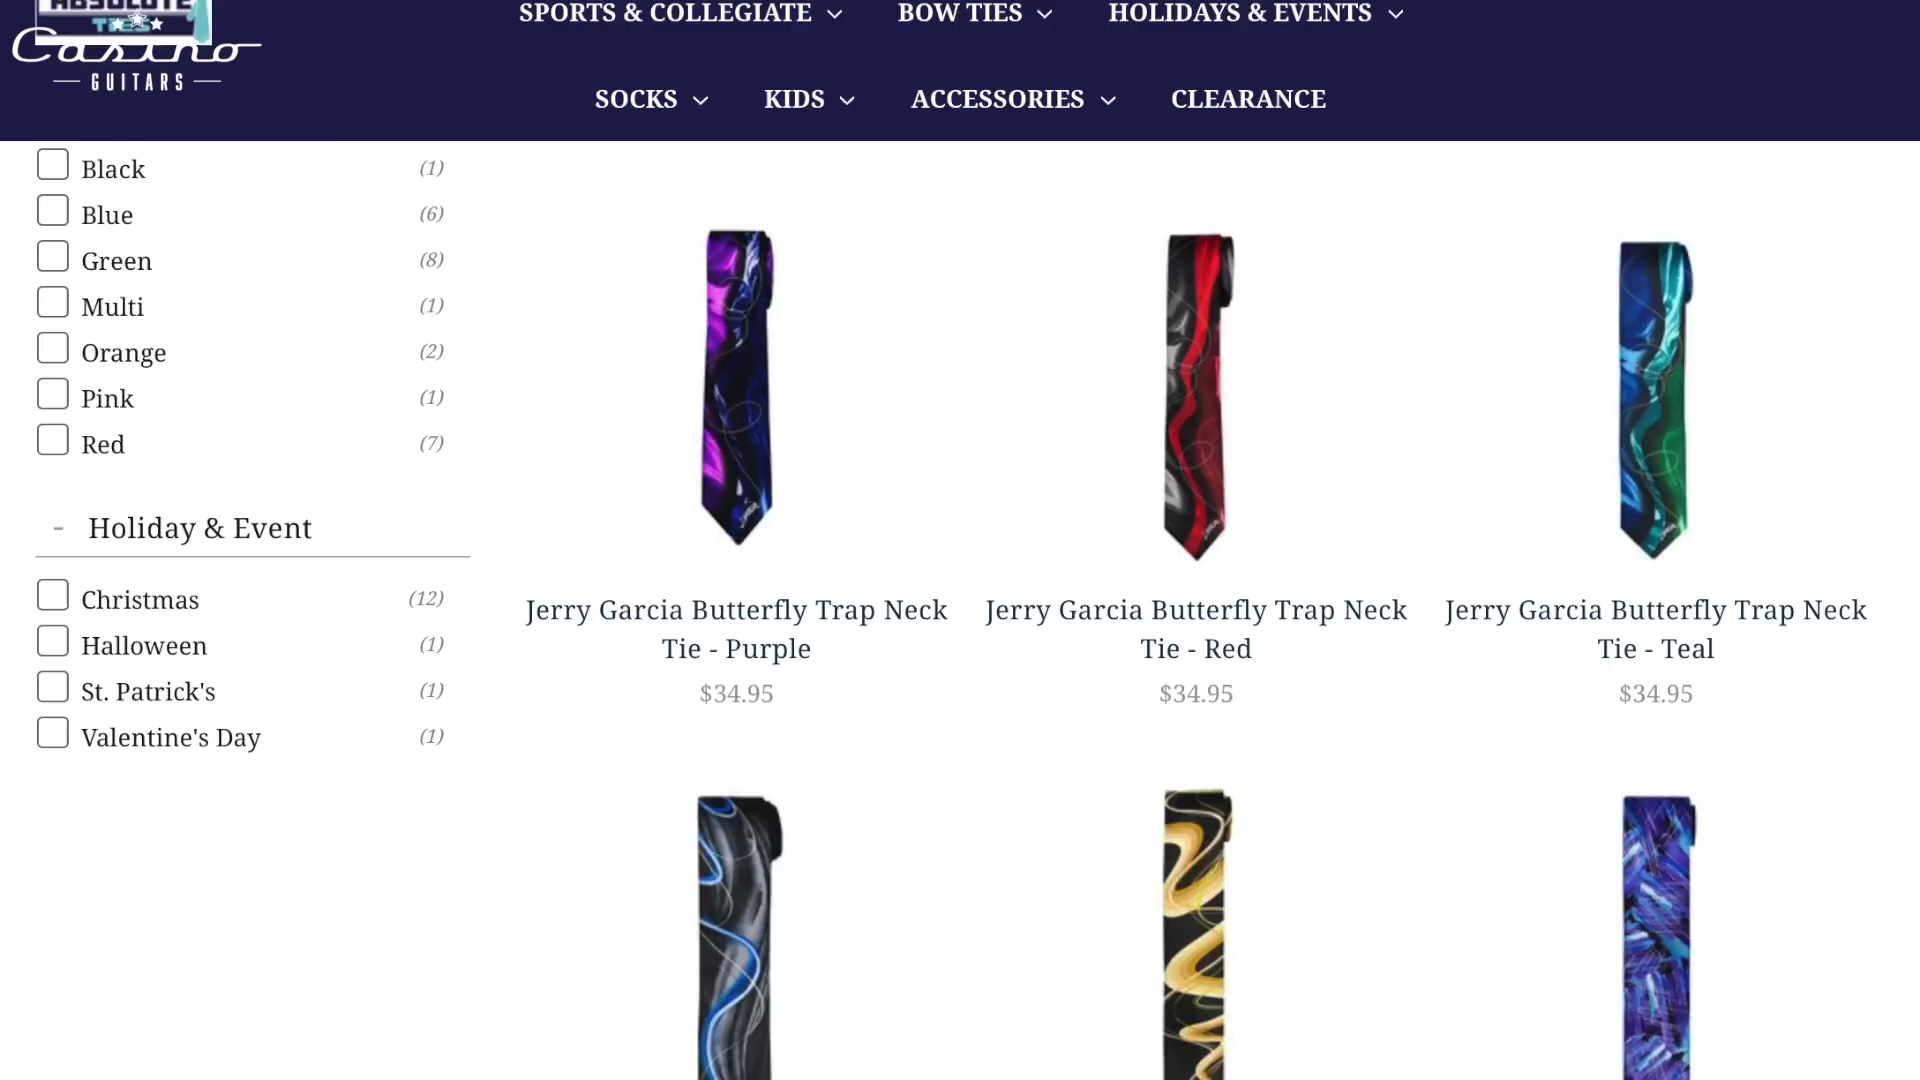 ABSOLUTE
TIES
Casino
GUITARS
SPORTS & COLLEGIATE
BOW TIES
HOLIDAYS & EVENTS
SOCKS
KIDS
ACCESSORIES
CLEARANCE
Black (1)
Blue (6)
Green (8)
Multi (1)
Orange (2)
Pink (1)
Red (7)
- Holiday & Event
Christmas (12)
Halloween (1)
St. Patrick's (1)
Valentine's Day (1)
Jerry Garcia Butterfly Trap Neck
Tie - Purple
$34.95
Jerry Garcia Butterfly Trap Neck
Tie - Red
$34.95
Jerry Garcia Butterfly Trap Neck
Tie - Teal
$34.95